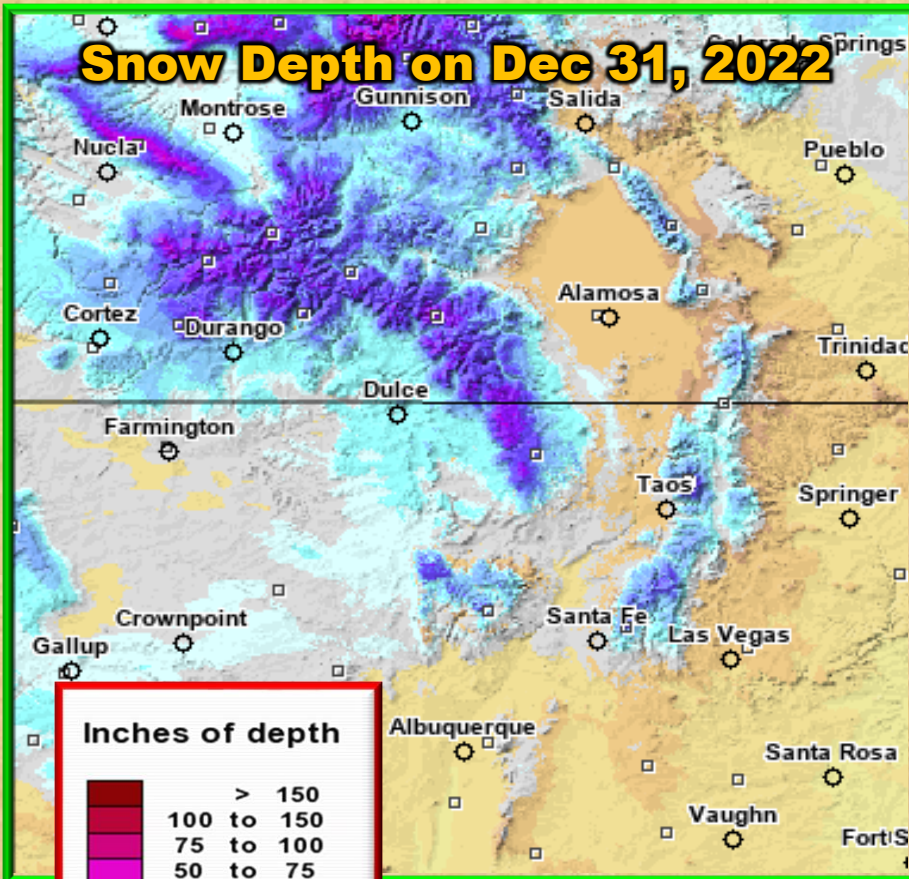 Snow Depth on Dec 31, 2022
Springs
Montrose
Gunnison
Salida
Nucla
Pueblo
Alamosa
Cortez
Durango
Trinidad
Dulce
Farmington
Taos
Springer
Crownpoint
Santa Fe
Gallup
Las Vegas
Inches of depth
Albuquerque
Santa Rosa
> 150
100 to 150
Vaughn
75 to 100
Fort S
50 to 75